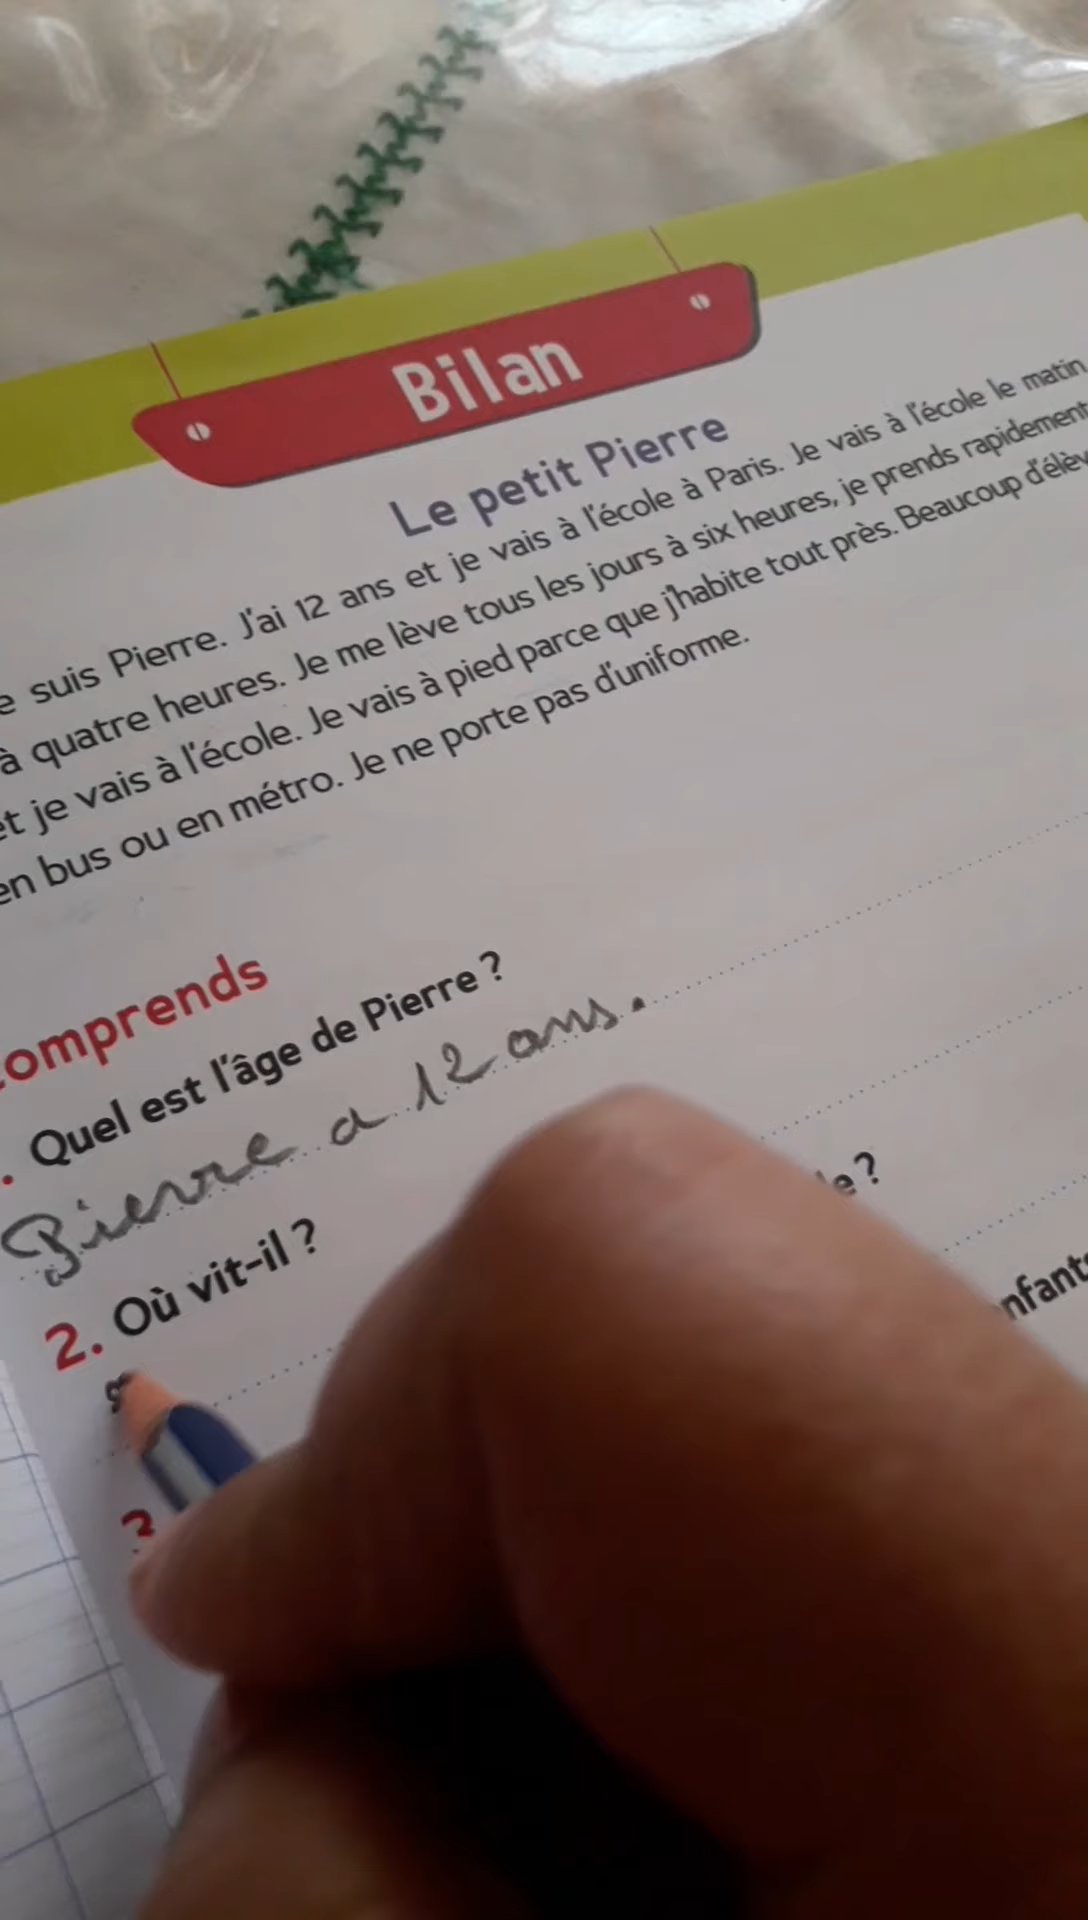 Bilan
Le petit Pierre
suis Pierre. J'ai 12 ans et je vais à l'école à Paris. Je vais à l'école le matin
à quatre heures. Je me lève tous les jours à six heures, je prends rapidement
et je vais à l'école. Je vais à pied parce que j'habite tout près. Beaucoup d'élèv
en bus ou en métro. Je ne porte pas d'uniforme.
omprends
. Quel est l'âge de Pierre ?
Pierre a 12 ans.
2. Où vit-il ?
e ?
nfants
3